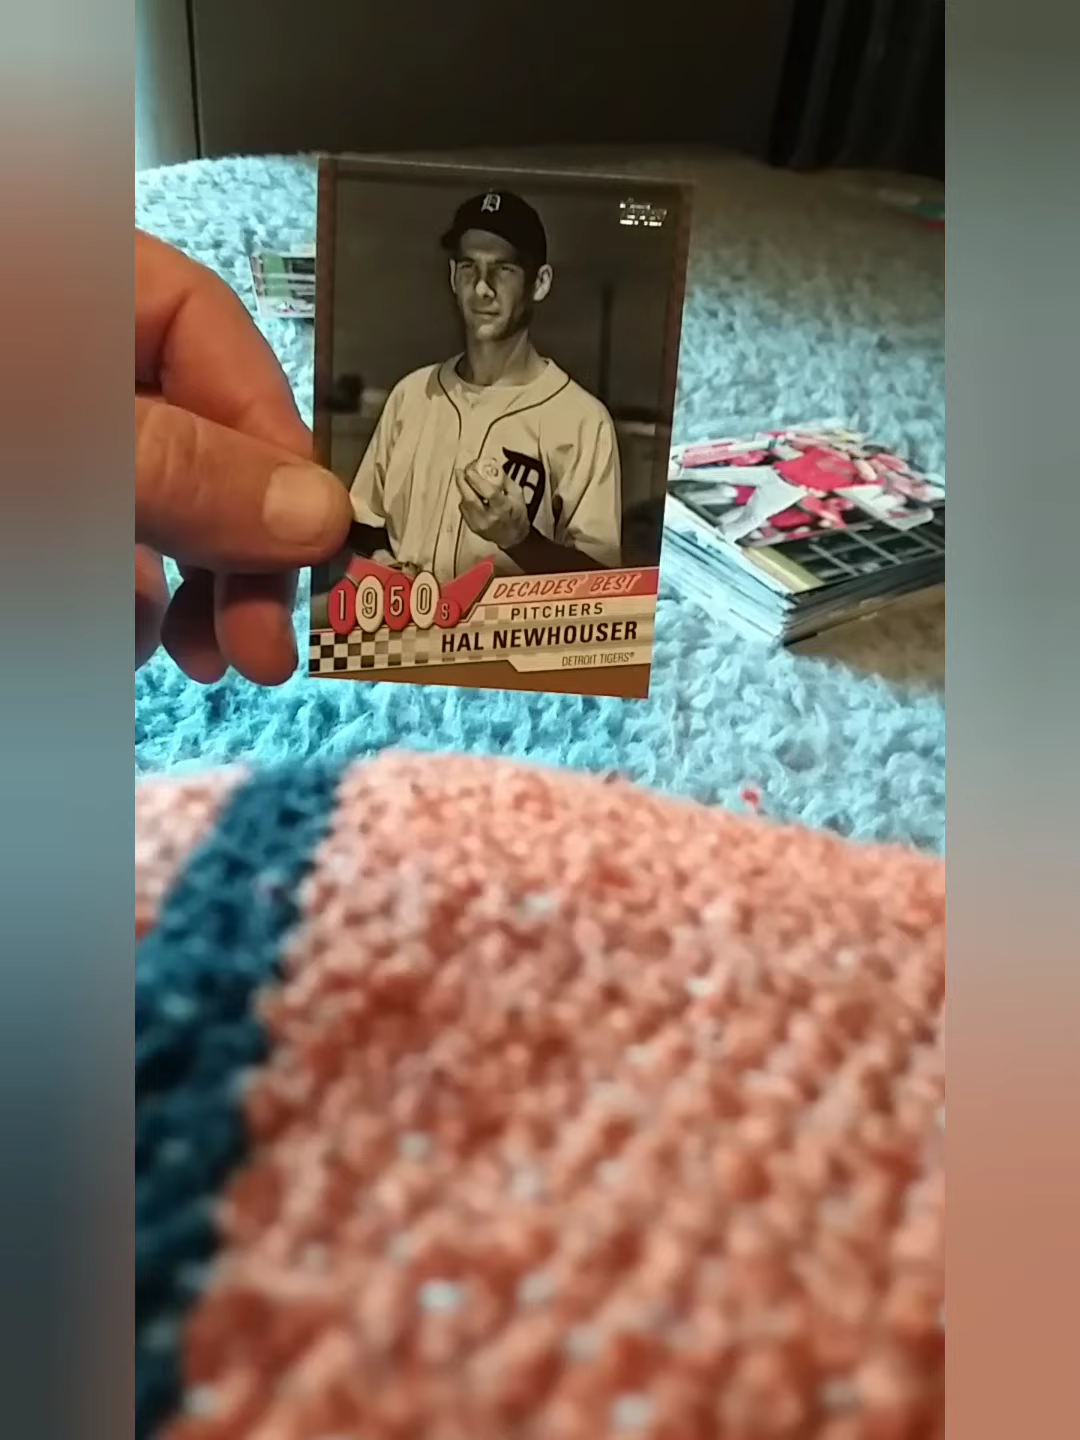 D
D
1950s
DECADES' BEST
PITCHERS
HAL NEWHOUSER
DETROIT TIGERS®